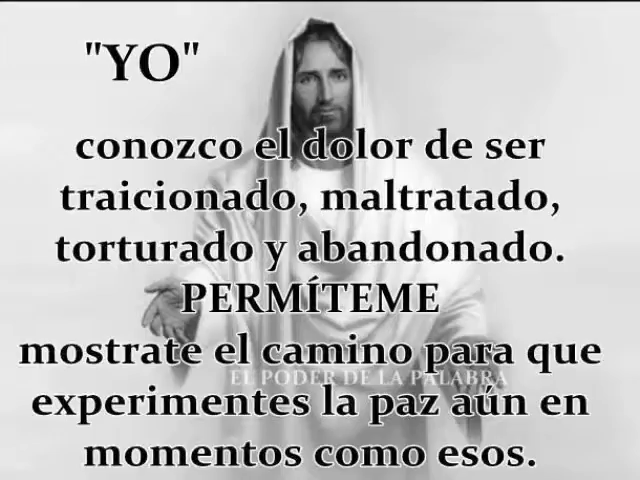 "YO"
conozco el dolor de ser
traicionado, maltratado,
torturado y abandonado.
PERMÍTEME
mostrate el camino para que
EL PODER DE LA PALABRA
experimentes la paz aún en
momentos como esos.